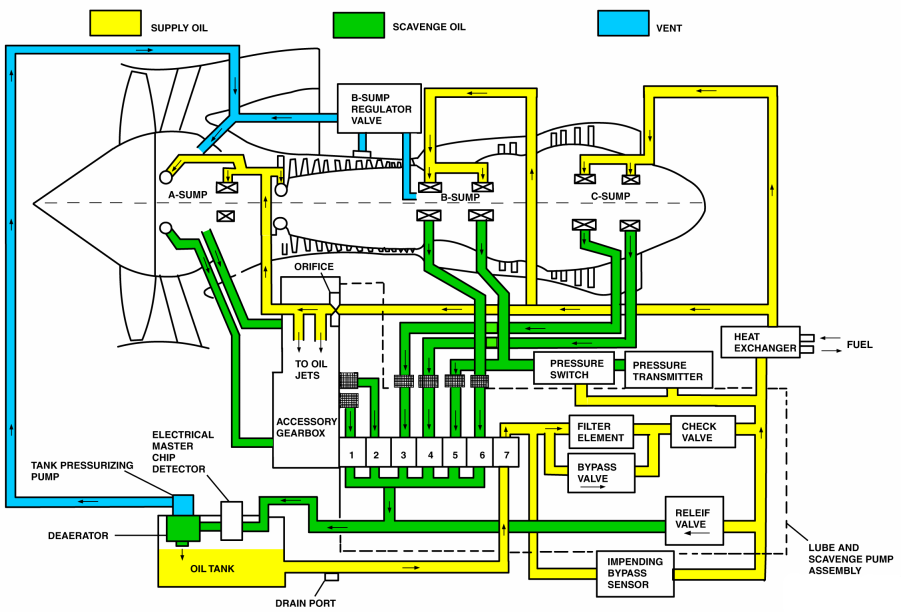 SUPPLY OIL
SCAVENGE OIL
VENT
B-SUMP
REGULATOR
VALVE
A-SUMP
B-SUMP
C-SUMP
ORIFICE
TO OIL
JETS
ACCESSORY
GEARBOX
HEAT
EXCHANGER
FUEL
PRESSURE
SWITCH
PRESSURE
TRANSMITTER
FILTER
ELEMENT
CHECK
VALVE
BYPASS
VALVE
1 2 3 4 5 6 7
ELECTRICAL
MASTER
CHIP
DETECTOR
TANK PRESSURIZING
PUMP
DEAERATOR
OIL TANK
DRAIN PORT
RELEIF
VALVE
IMPENDING
BYPASS
SENSOR
LUBE AND
SCAVENGE PUMP
ASSEMBLY